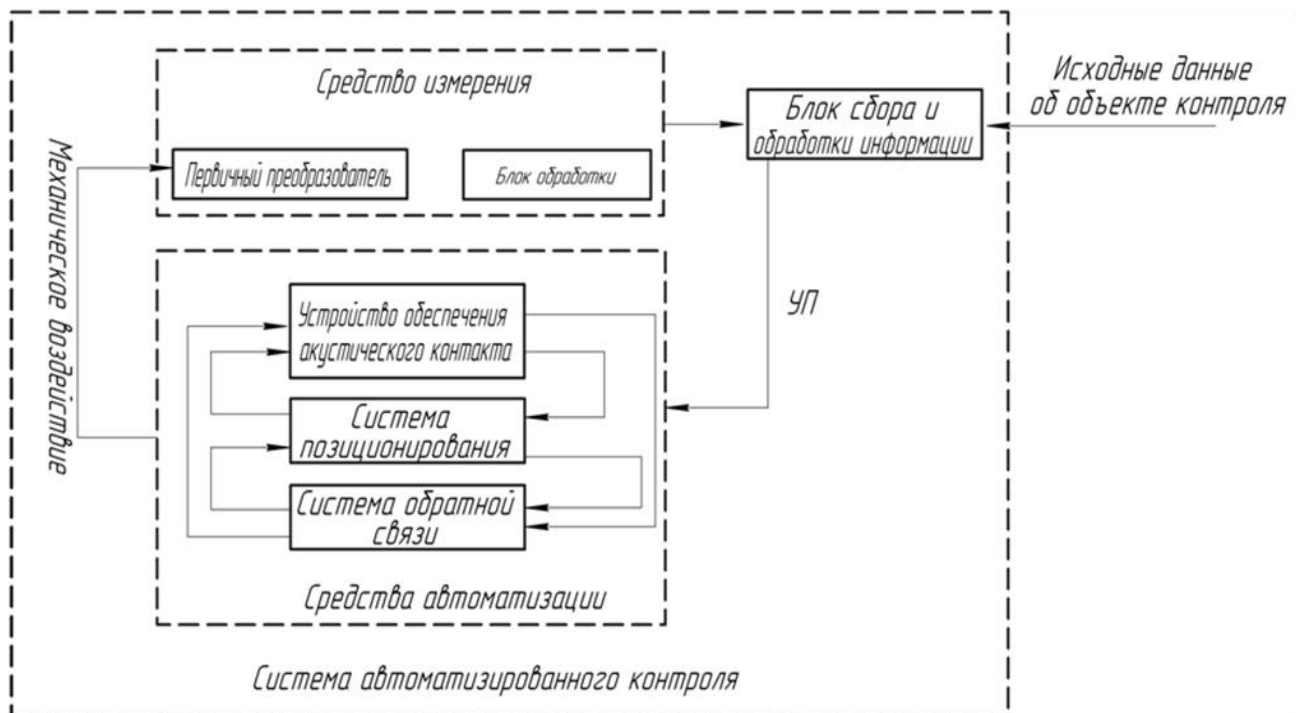 Средство измерения
Первичный преобразователь
Блок обработки
Блок сбора и
обработки информации
Исходные данные
об объекте контроля
Механическое воздействие
УП
Устройство обеспечения
акустического контакта
Система
позиционирования
Система обратной
связи
Средства автоматизации
Система автоматизированного контроля